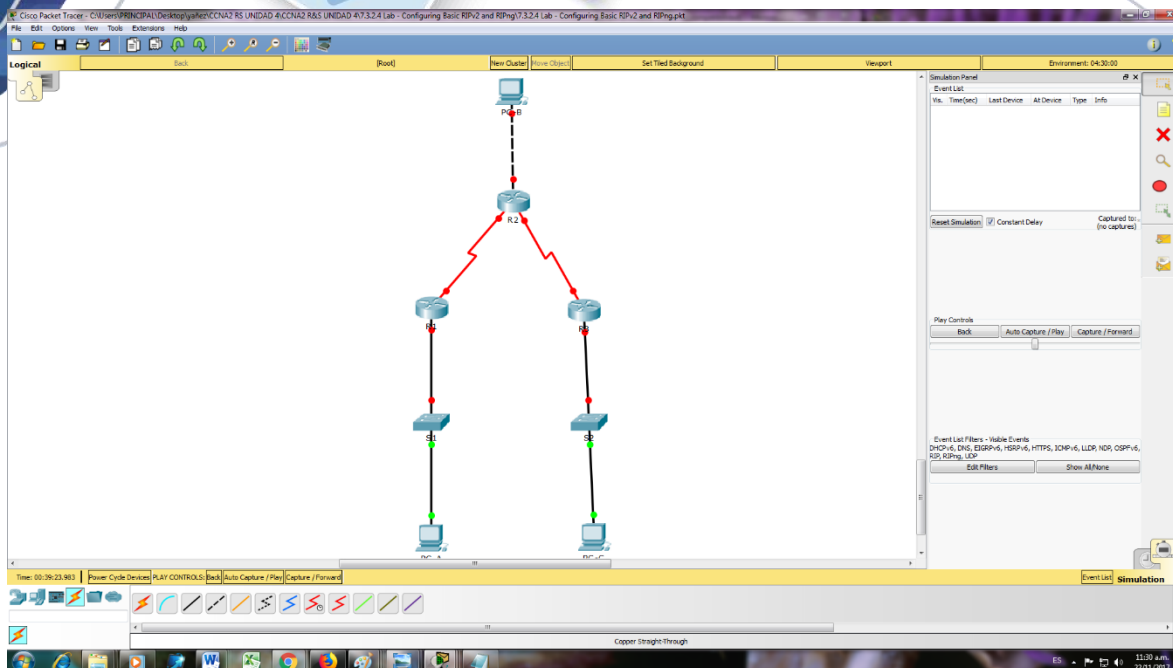 Cisco Packet Tracer - C:\Users\PRINCIPAL\Desktop\yañez\CCNA2 RS UNIDAD 4\CCNA2 R&S UNIDAD 4\7.3.2.4 Lab - Configuring Basic RIPv2 and RIPng\7.3.2.4 Lab - Configuring Basic RIPv2 and RIPng.pkt
File Edit Options View Tools Extensions Help
Logical Back [Root] New Cluster Move Object Set Tiled Background Viewport Environment: 04:30:00
Simulation Panel
Event List
Vis. Time(sec) Last Device At Device Type Info
PC-B
R2
Reset Simulation Constant Delay Captured to:
(no captures)
R1
R3
Play Controls
Back Auto Capture / Play Capture / Forward
S1
S2
Event List Filters - Visible Events
DHCPv6, DNS, EIGRPv6, HSRPv6, HTTPS, ICMPv6, LLDP, NDP, OSPFv6,
RIP, RIPng, UDP
Edit Filters Show All/None
PC-A
PC-C
Time: 00:39:23.983 Power Cycle Devices PLAY CONTROLS: Back Auto Capture / Play Capture / Forward Event List Simulation
Copper Straight-Through
ES 11:30 a.m.